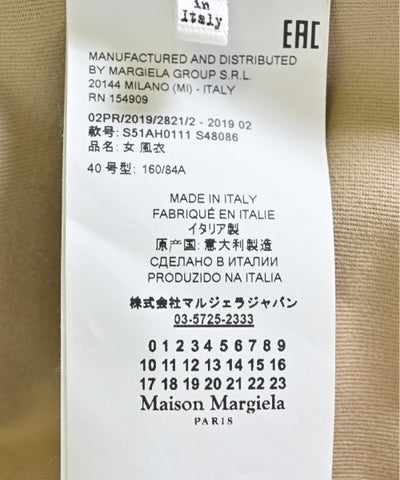 in
Italy
EAC
MANUFACTURED AND DISTRIBUTED
BY MARGIELA GROUP S.R.L.
20144 MILANO (MI) - ITALY
RN 154909
02PR/2019/2821/2 - 2019 02
款号: S51AH0111 S48086
品名: 女 風衣
40 号型: 160/84A
MADE IN ITALY
FABRIQUÉ EN ITALIE
イタリア製
原产国: 意大利製造
СДЕЛАНО В ИТАЛИИ
PRODUZIDO NA ITALIA
株式会社マルジェラジャパン
03-5725-2333
0 1 2 3 4 5 6 7 8 9
10 11 12 13 14 15 16
17 18 19 20 21 22 23
Maison Margiela
PARIS